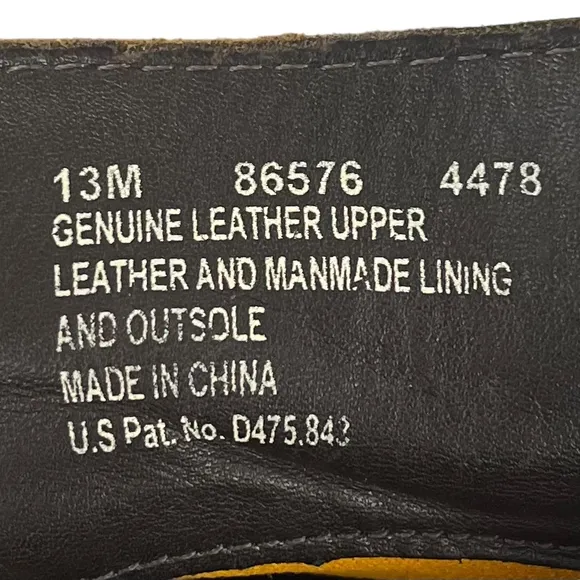 13M 86576 4478
GENUINE LEATHER UPPER
LEATHER AND MANMADE LINING
AND OUTSOLE
MADE IN CHINA
U.S Pat. No. D475,843